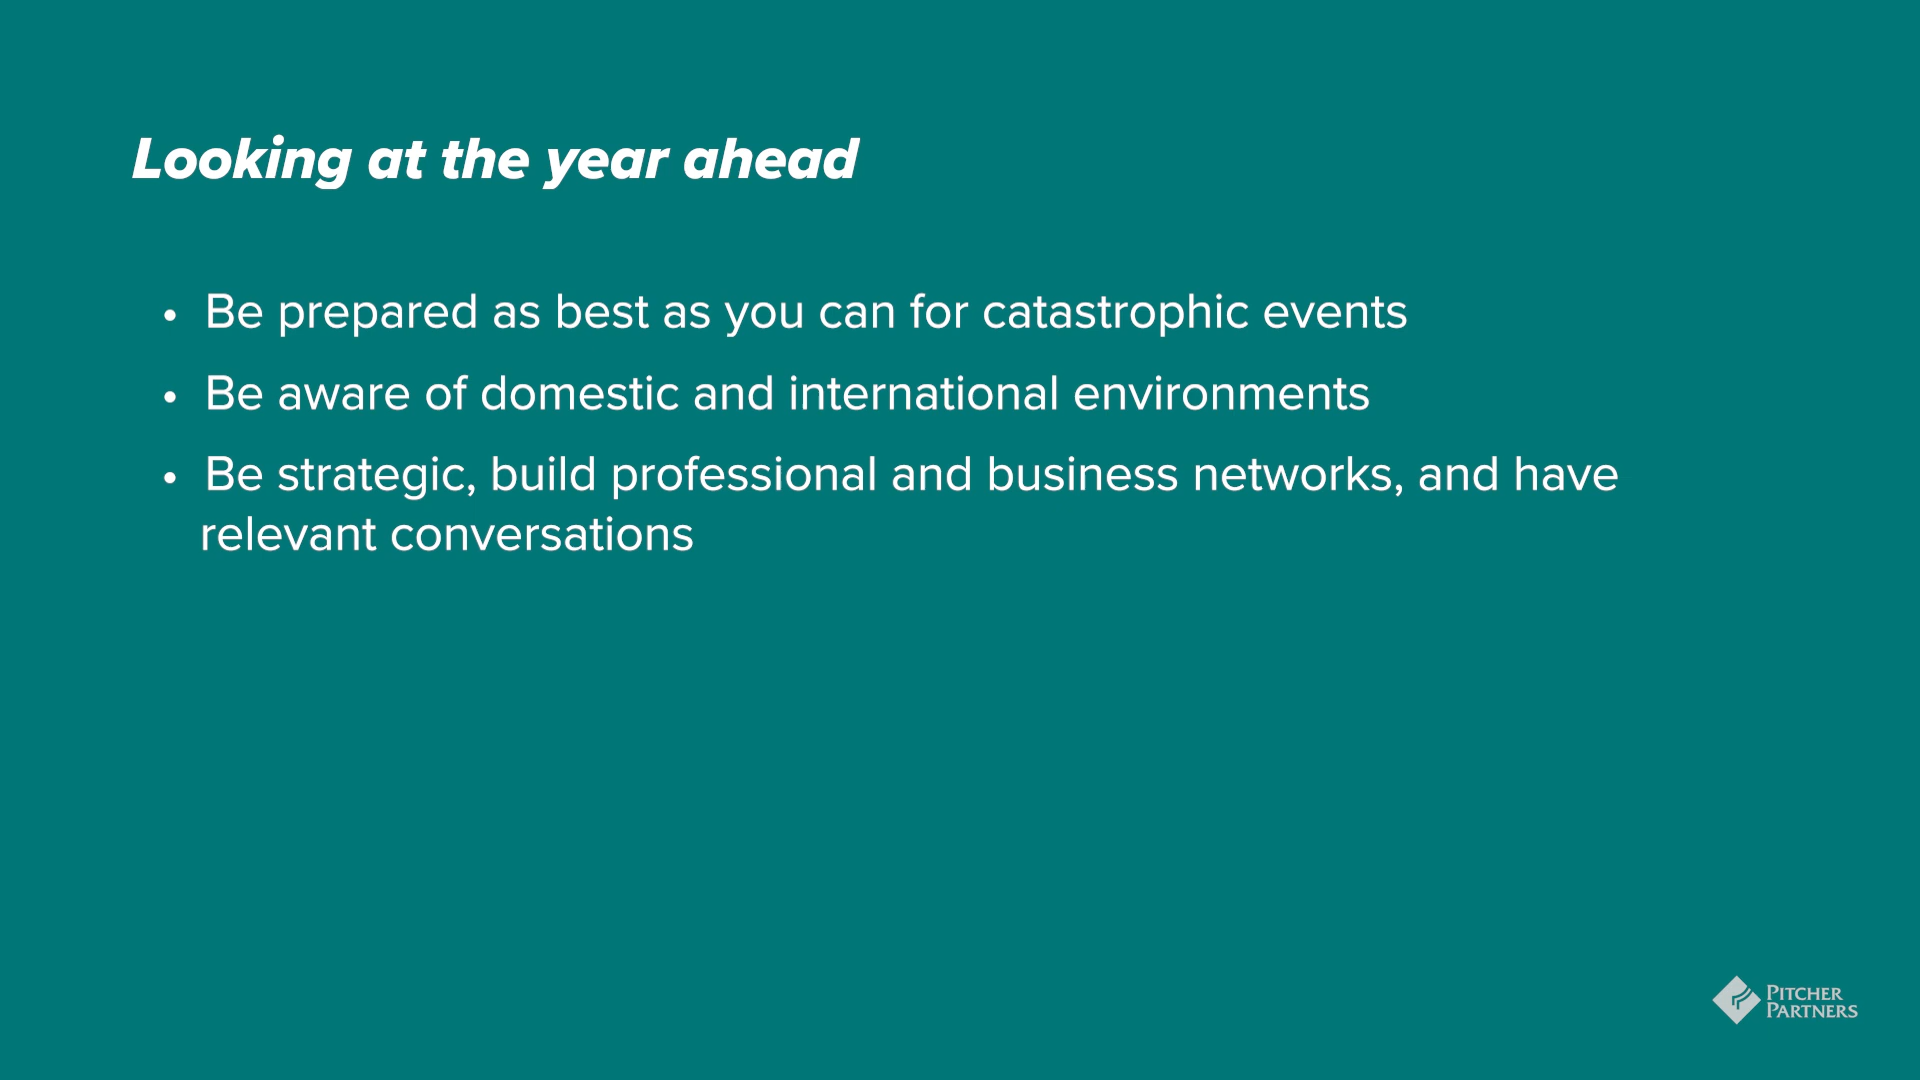 Looking at the year ahead
• Be prepared as best as you can for catastrophic events
• Be aware of domestic and international environments
• Be strategic, build professional and business networks, and have
relevant conversations
PITCHER
PARTNERS